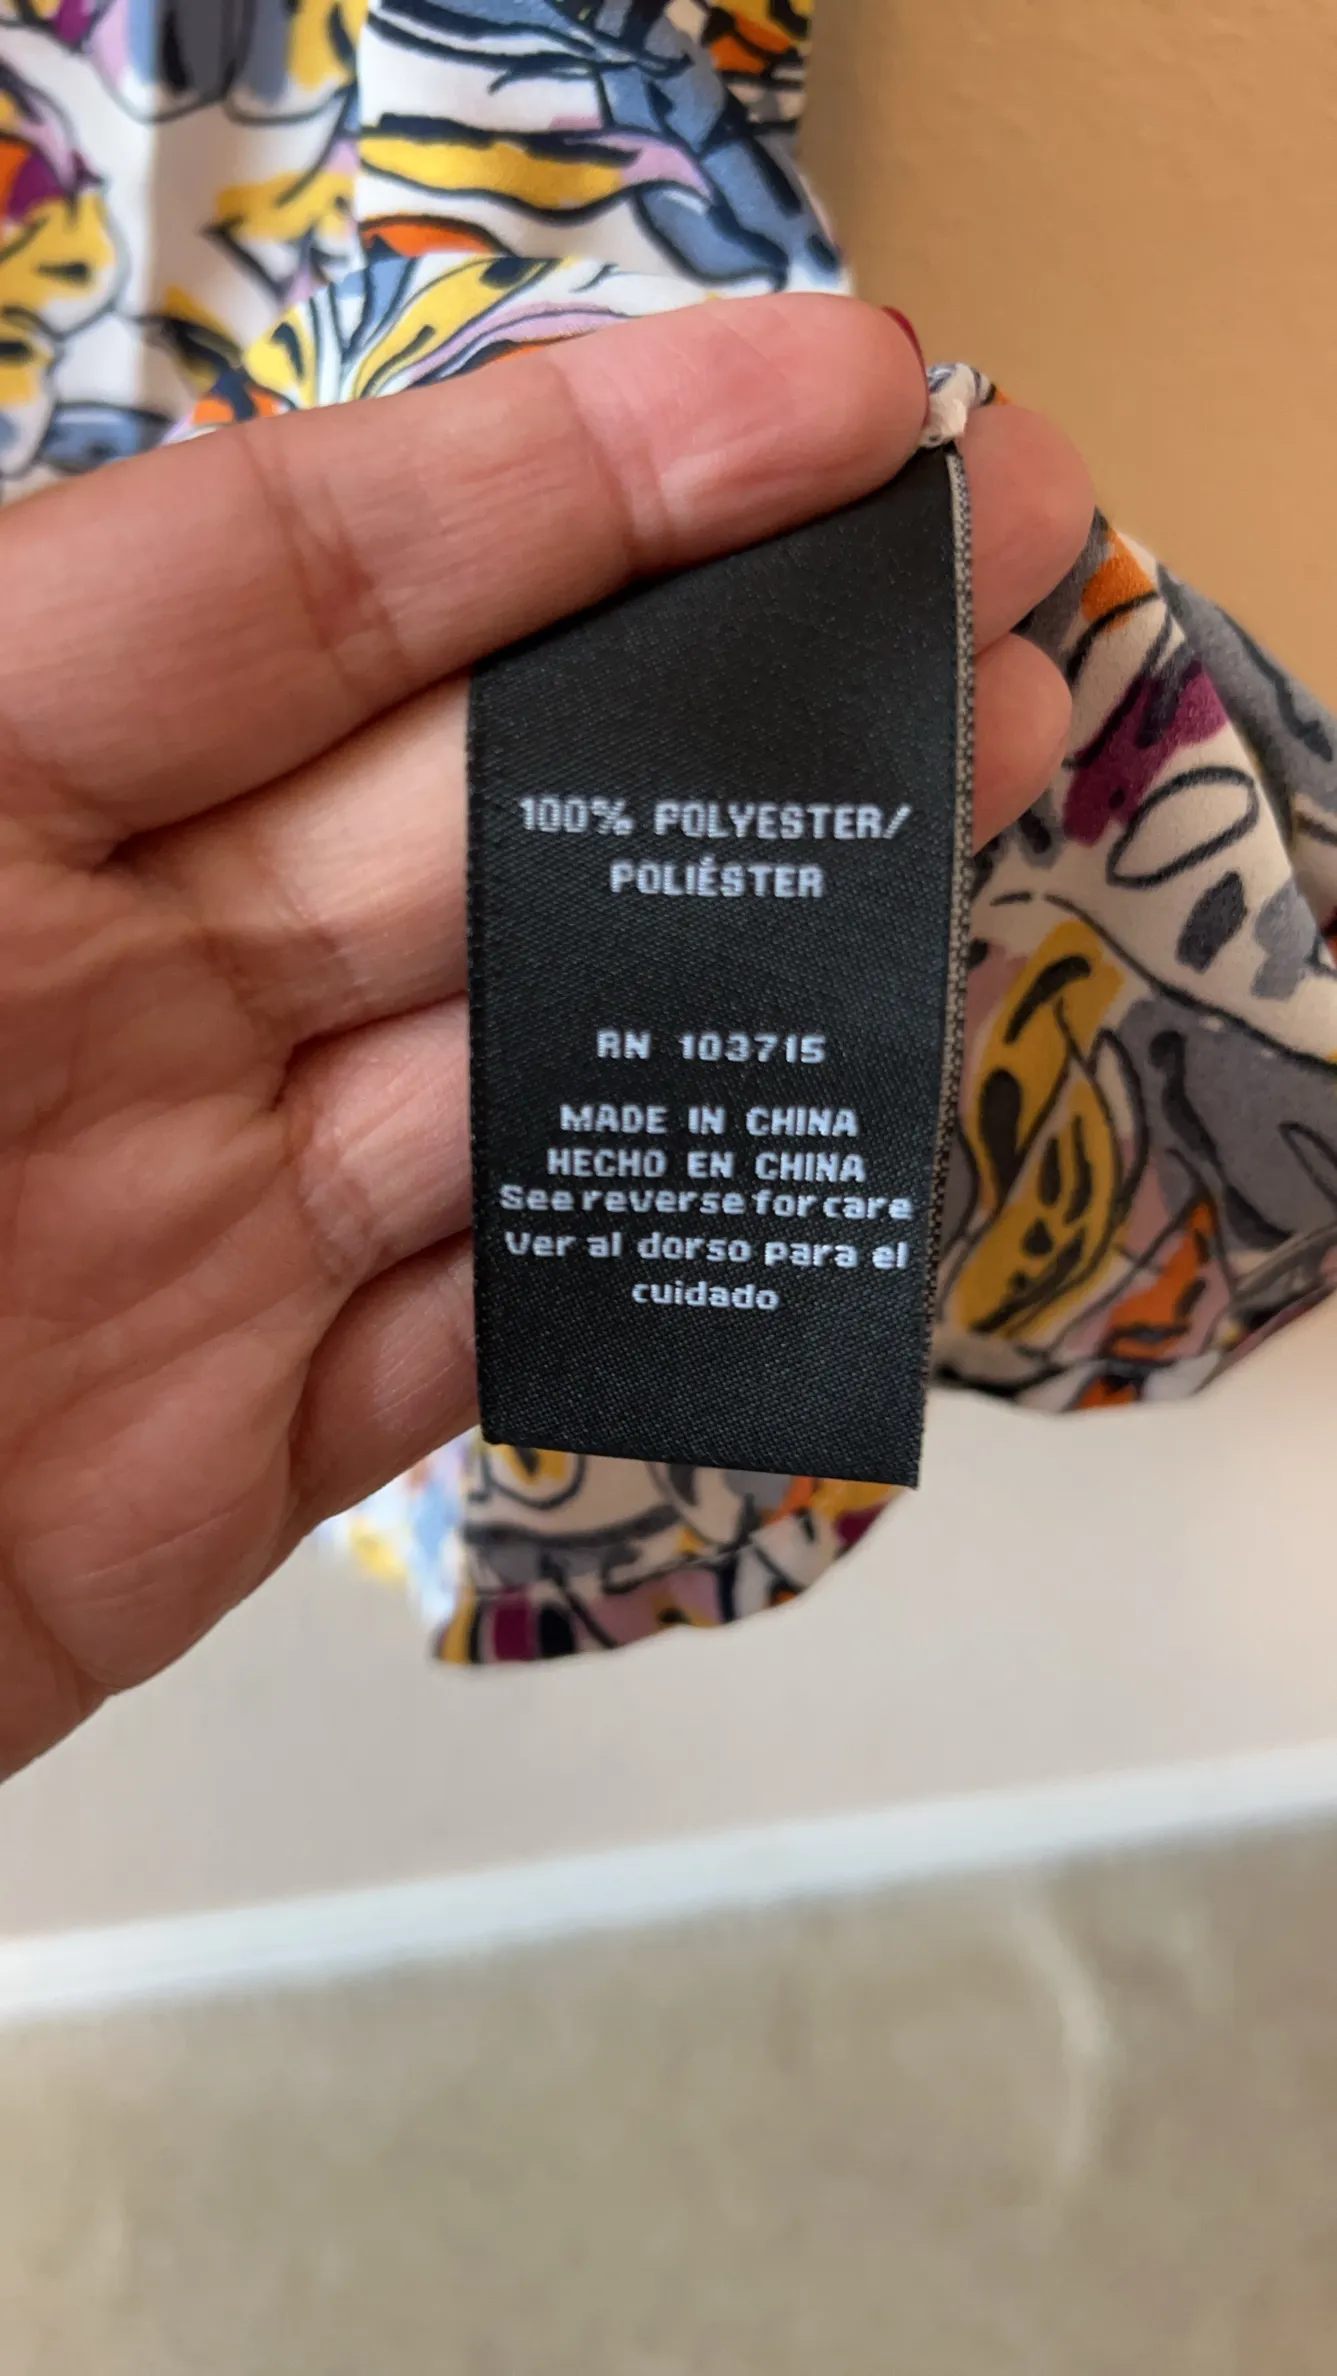 100% POLYESTER/
POLIÉSTER
RN 103715
MADE IN CHINA
HECHO EN CHINA
See reverse for care
Ver al dorso para el
cuidado